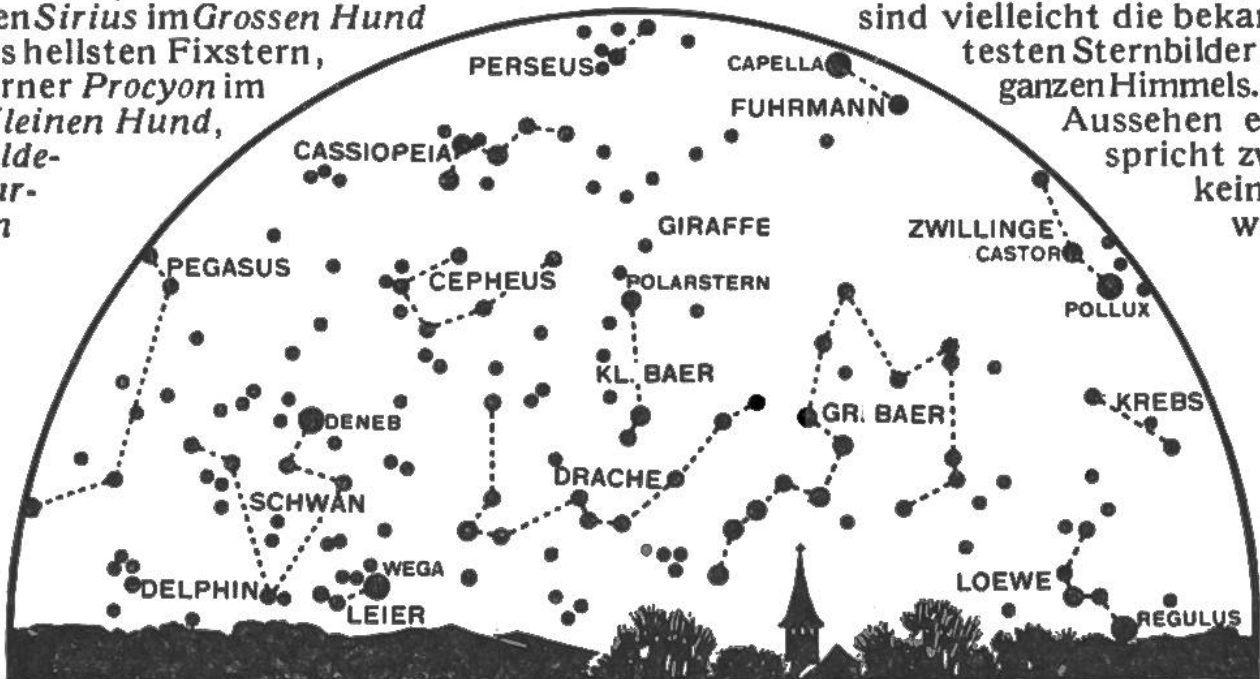 en Sirius im Grossen Hund
s hellsten Fixstern,
rner Procyon im
leinen Hund,
lde-
ur-
n
sind vielleicht die bekan
testen Sternbilder
ganzen Himmels.
Aussehen e
spricht zw
kein
w
PERSEUS
CAPELLA
FUHRMANN
CASSIOPEIA
GIRAFFE
ZWILLINGE
CASTOR
PEGASUS
CEPHEUS
POLARSTERN
POLLUX
KL. BAER
KREBS
DENEB
GR. BAER
DRACHE
SCHWAN
WEGA
LOEWE
DELPHIN
LEIER
REGULUS